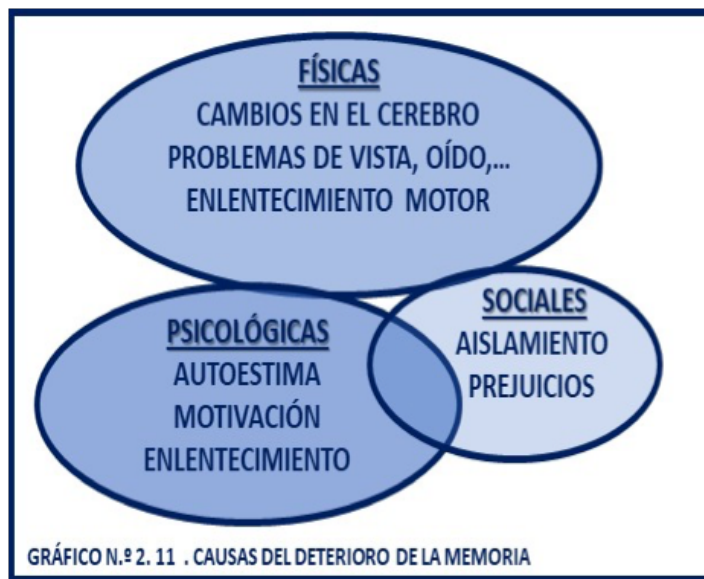 FÍSICAS
CAMBIOS EN EL CEREBRO
PROBLEMAS DE VISTA, OÍDO,...
ENLENTECIMIENTO MOTOR
PSICOLÓGICAS
AUTOESTIMA
MOTIVACIÓN
ENLENTECIMIENTO
SOCIALES
AISLAMIENTO
PREJUICIOS
GRÁFICO N.º 2. 11 . CAUSAS DEL DETERIORO DE LA MEMORIA